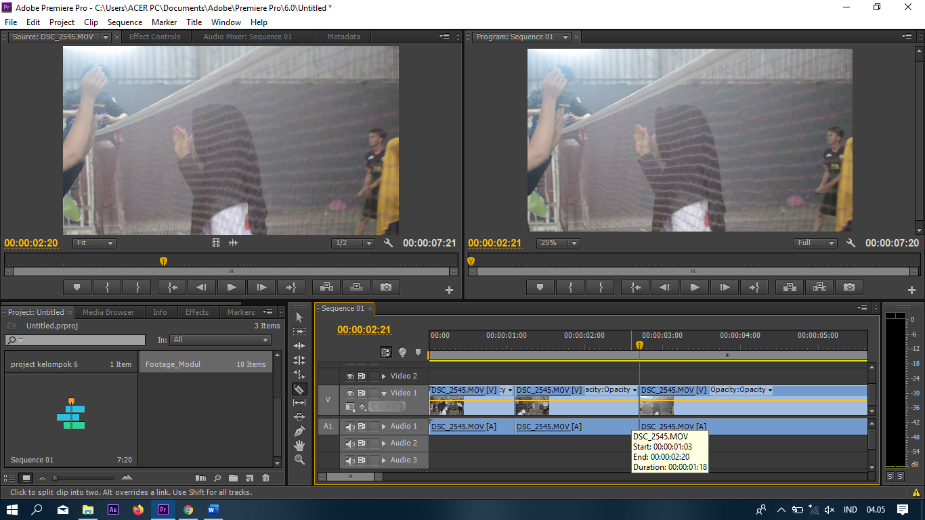 Adobe Premiere Pro - C:\Users\ACER PC\Documents\Adobe\Premiere Pro\6.0\Untitled *
File Edit Project Clip Sequence Marker Title Window Help
Source: DSC_2545.MOV Effect Controls Audio Mixer: Sequence 01 Metadata
Program: Sequence 01
00:00:02:20 Fit 1/2 00:00:07:21
00:00:02:21 25% Full 00:00:07:20
Project: Untitled Media Browser Info Effects Markers
Untitled.prproj 3 Items
In: All
project kelompok 6 1 Item
Footage_Modul 18 Items
Sequence 01 7:20
Sequence 01
00:00:02:21
00:00 00:00:01:00 00:00:02:00 00:00:03:00 00:00:04:00 00:00:05:00
Video 2
V Video 1
DSC_2545.MOV [V] cy DSC_2545.MOV [V] acity:Opacity DSC_2545.MOV [V] Opacity:Opacity
A1 Audio 1 DSC_2545.MOV [A] DSC_2545.MOV [A] DSC_2545.MOV [A]
Audio 2
Audio 3
DSC_2545.MOV
Start: 00:00:01:03
End: 00:00:02:20
Duration: 00:00:01:18
0
-6
-12
-18
-24
-30
-36
-42
-48
-54
dB
S S
Click to split clip into two. Alt overrides a link. Use Shift for all tracks.
IND 04.05